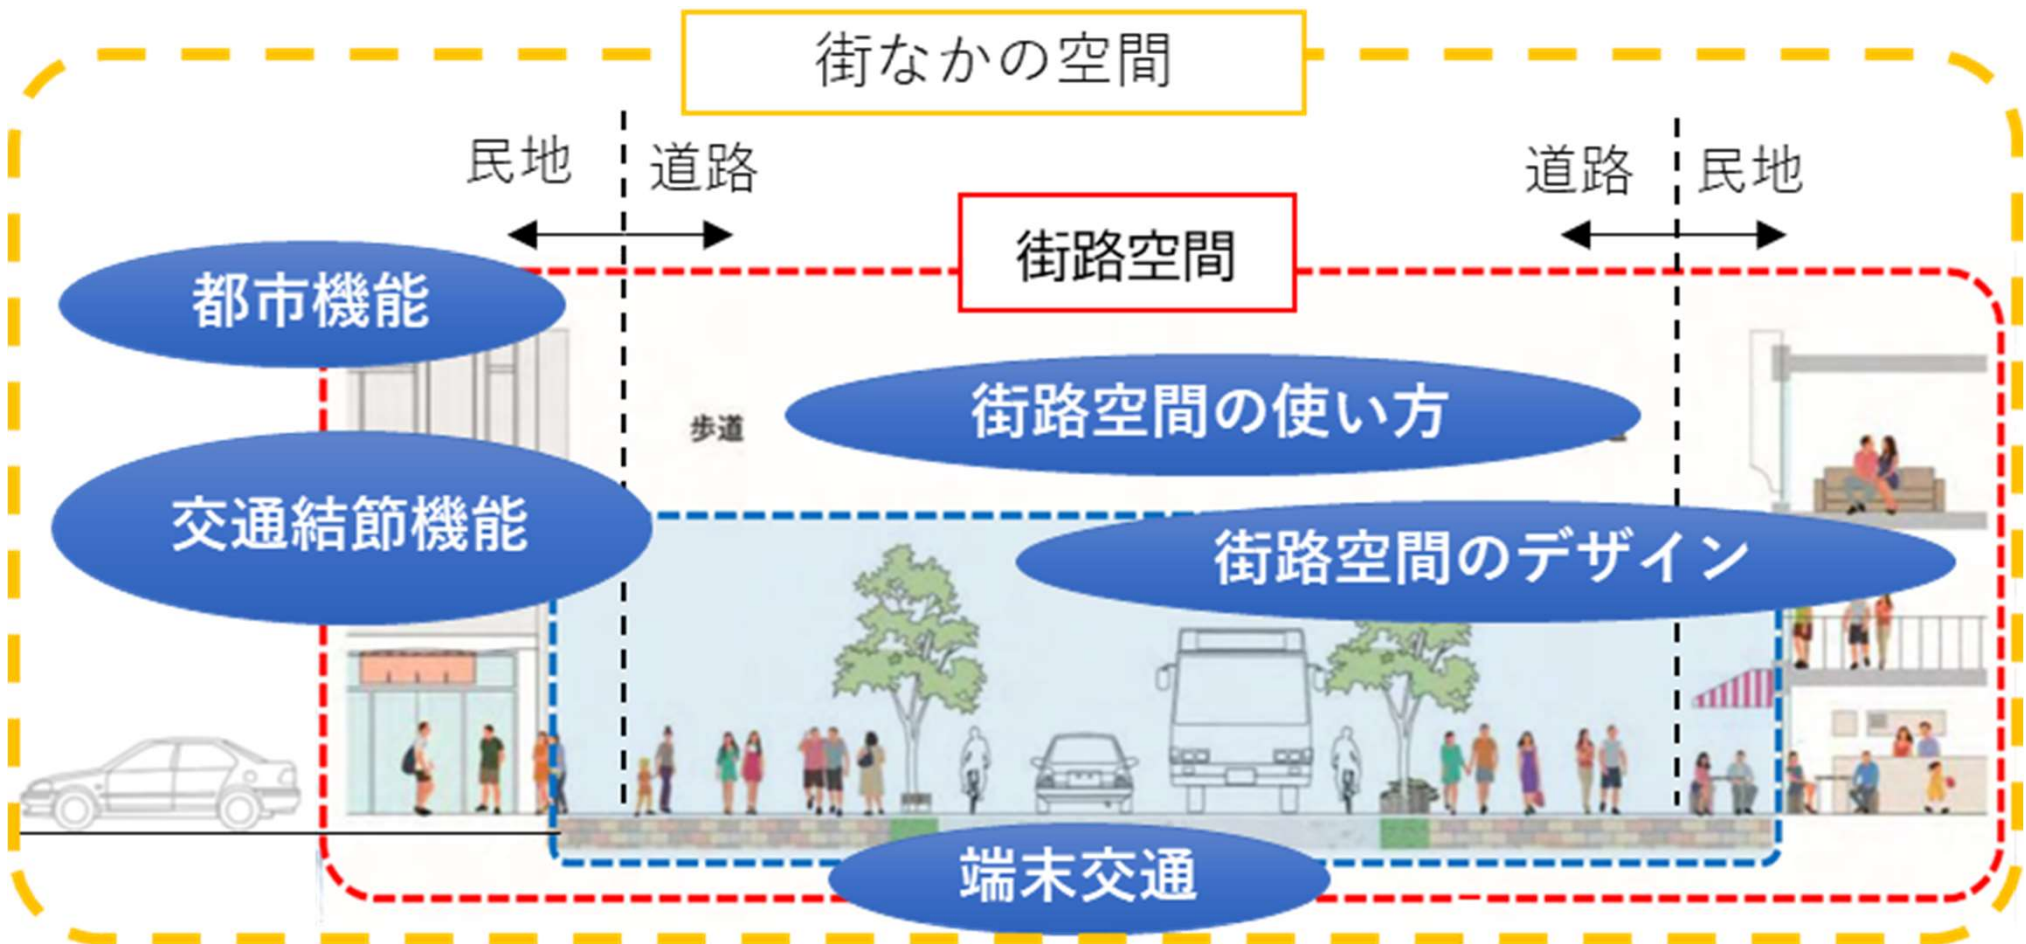 街なかの空間
民地
道路
道路
民地
街路空間
都市機能
街路空間の使い方
歩道
交通結節機能
街路空間のデザイン
端末交通